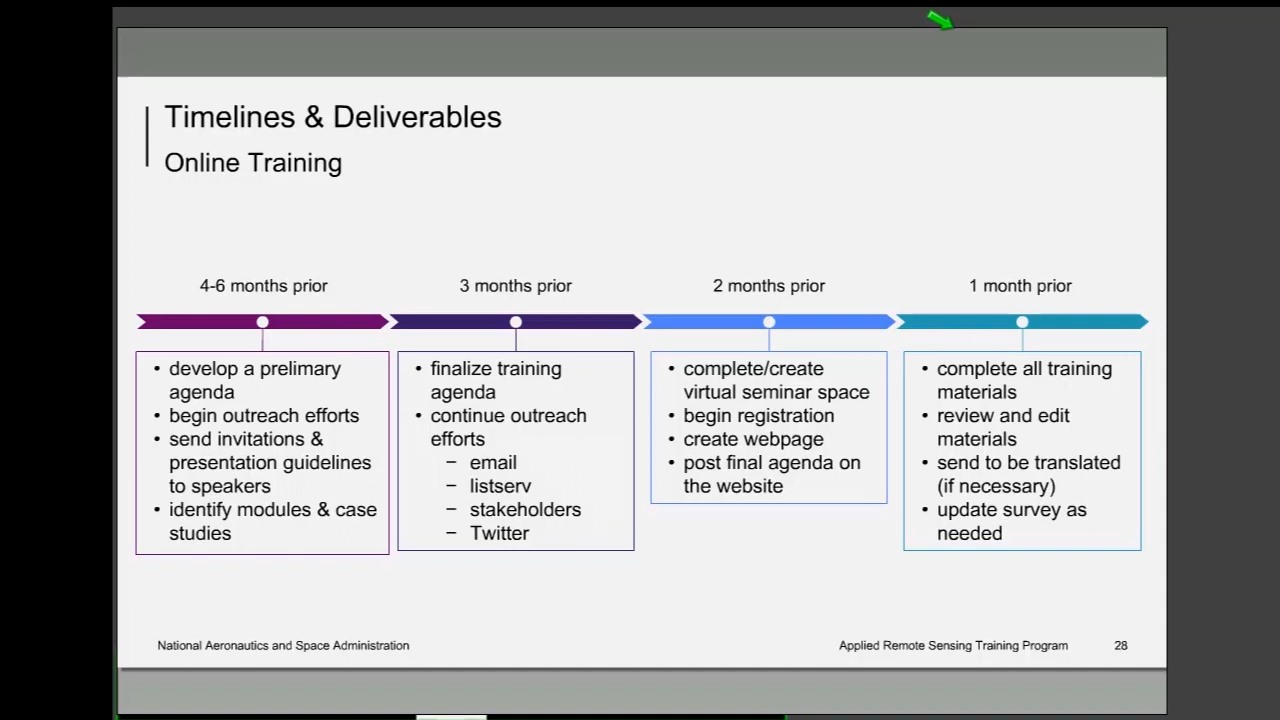 Timelines & Deliverables
Online Training
4-6 months prior
• develop a prelimary
agenda
• begin outreach efforts
• send invitations &
presentation guidelines
to speakers
• identify modules & case
studies
3 months prior
• finalize training
agenda
• continue outreach
efforts
– email
– listserv
– stakeholders
– Twitter
2 months prior
• complete/create
virtual seminar space
• begin registration
• create webpage
• post final agenda on
the website
1 month prior
• complete all training
materials
• review and edit
materials
• send to be translated
(if necessary)
• update survey as
needed
National Aeronautics and Space Administration
Applied Remote Sensing Training Program 28